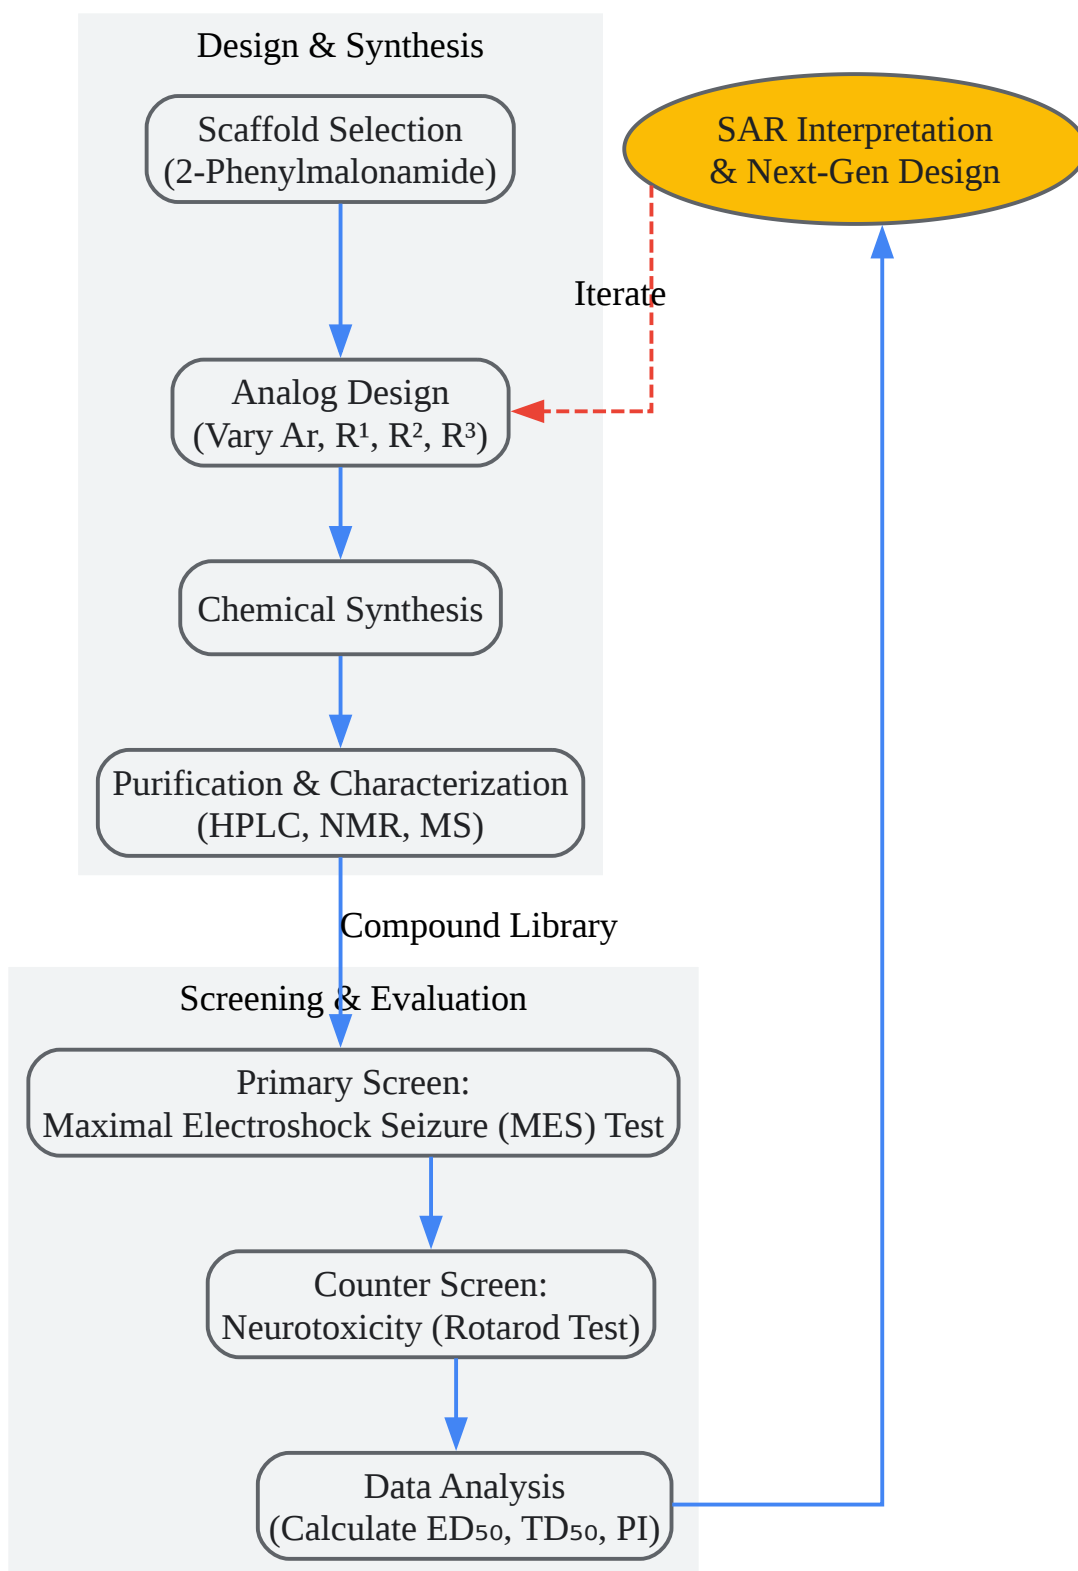 Design & Synthesis
Scaffold Selection
(2-Phenylmalonamide)
SAR Interpretation
& Next-Gen Design
Iterate
Analog Design
(Vary Ar, R¹, R², R³)
Chemical Synthesis
Purification & Characterization
(HPLC, NMR, MS)
Compound Library
Screening & Evaluation
Primary Screen:
Maximal Electroshock Seizure (MES) Test
Counter Screen:
Neurotoxicity (Rotarod Test)
Data Analysis
(Calculate ED₅₀, TD₅₀, PI)